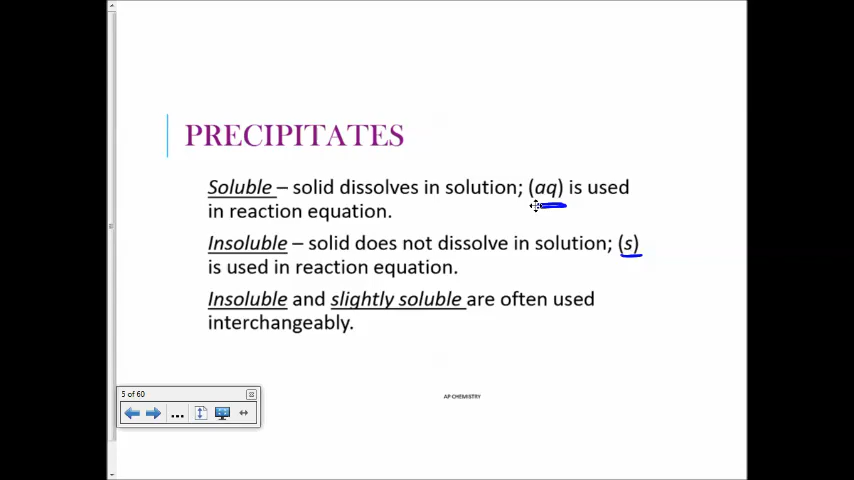 PRECIPITATES
Soluble – solid dissolves in solution; (aq) is used
in reaction equation.
Insoluble – solid does not dissolve in solution; (s)
is used in reaction equation.
Insoluble and slightly soluble are often used
interchangeably.
5 of 60
AP CHEMISTRY